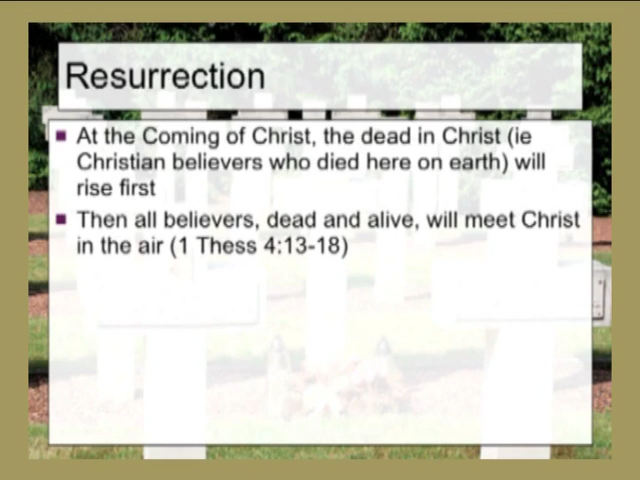 Resurrection
At the Coming of Christ, the dead in Christ (ie
Christian believers who died here on earth) will
rise first
Then all believers, dead and alive, will meet Christ
in the air (1 Thess 4:13-18)